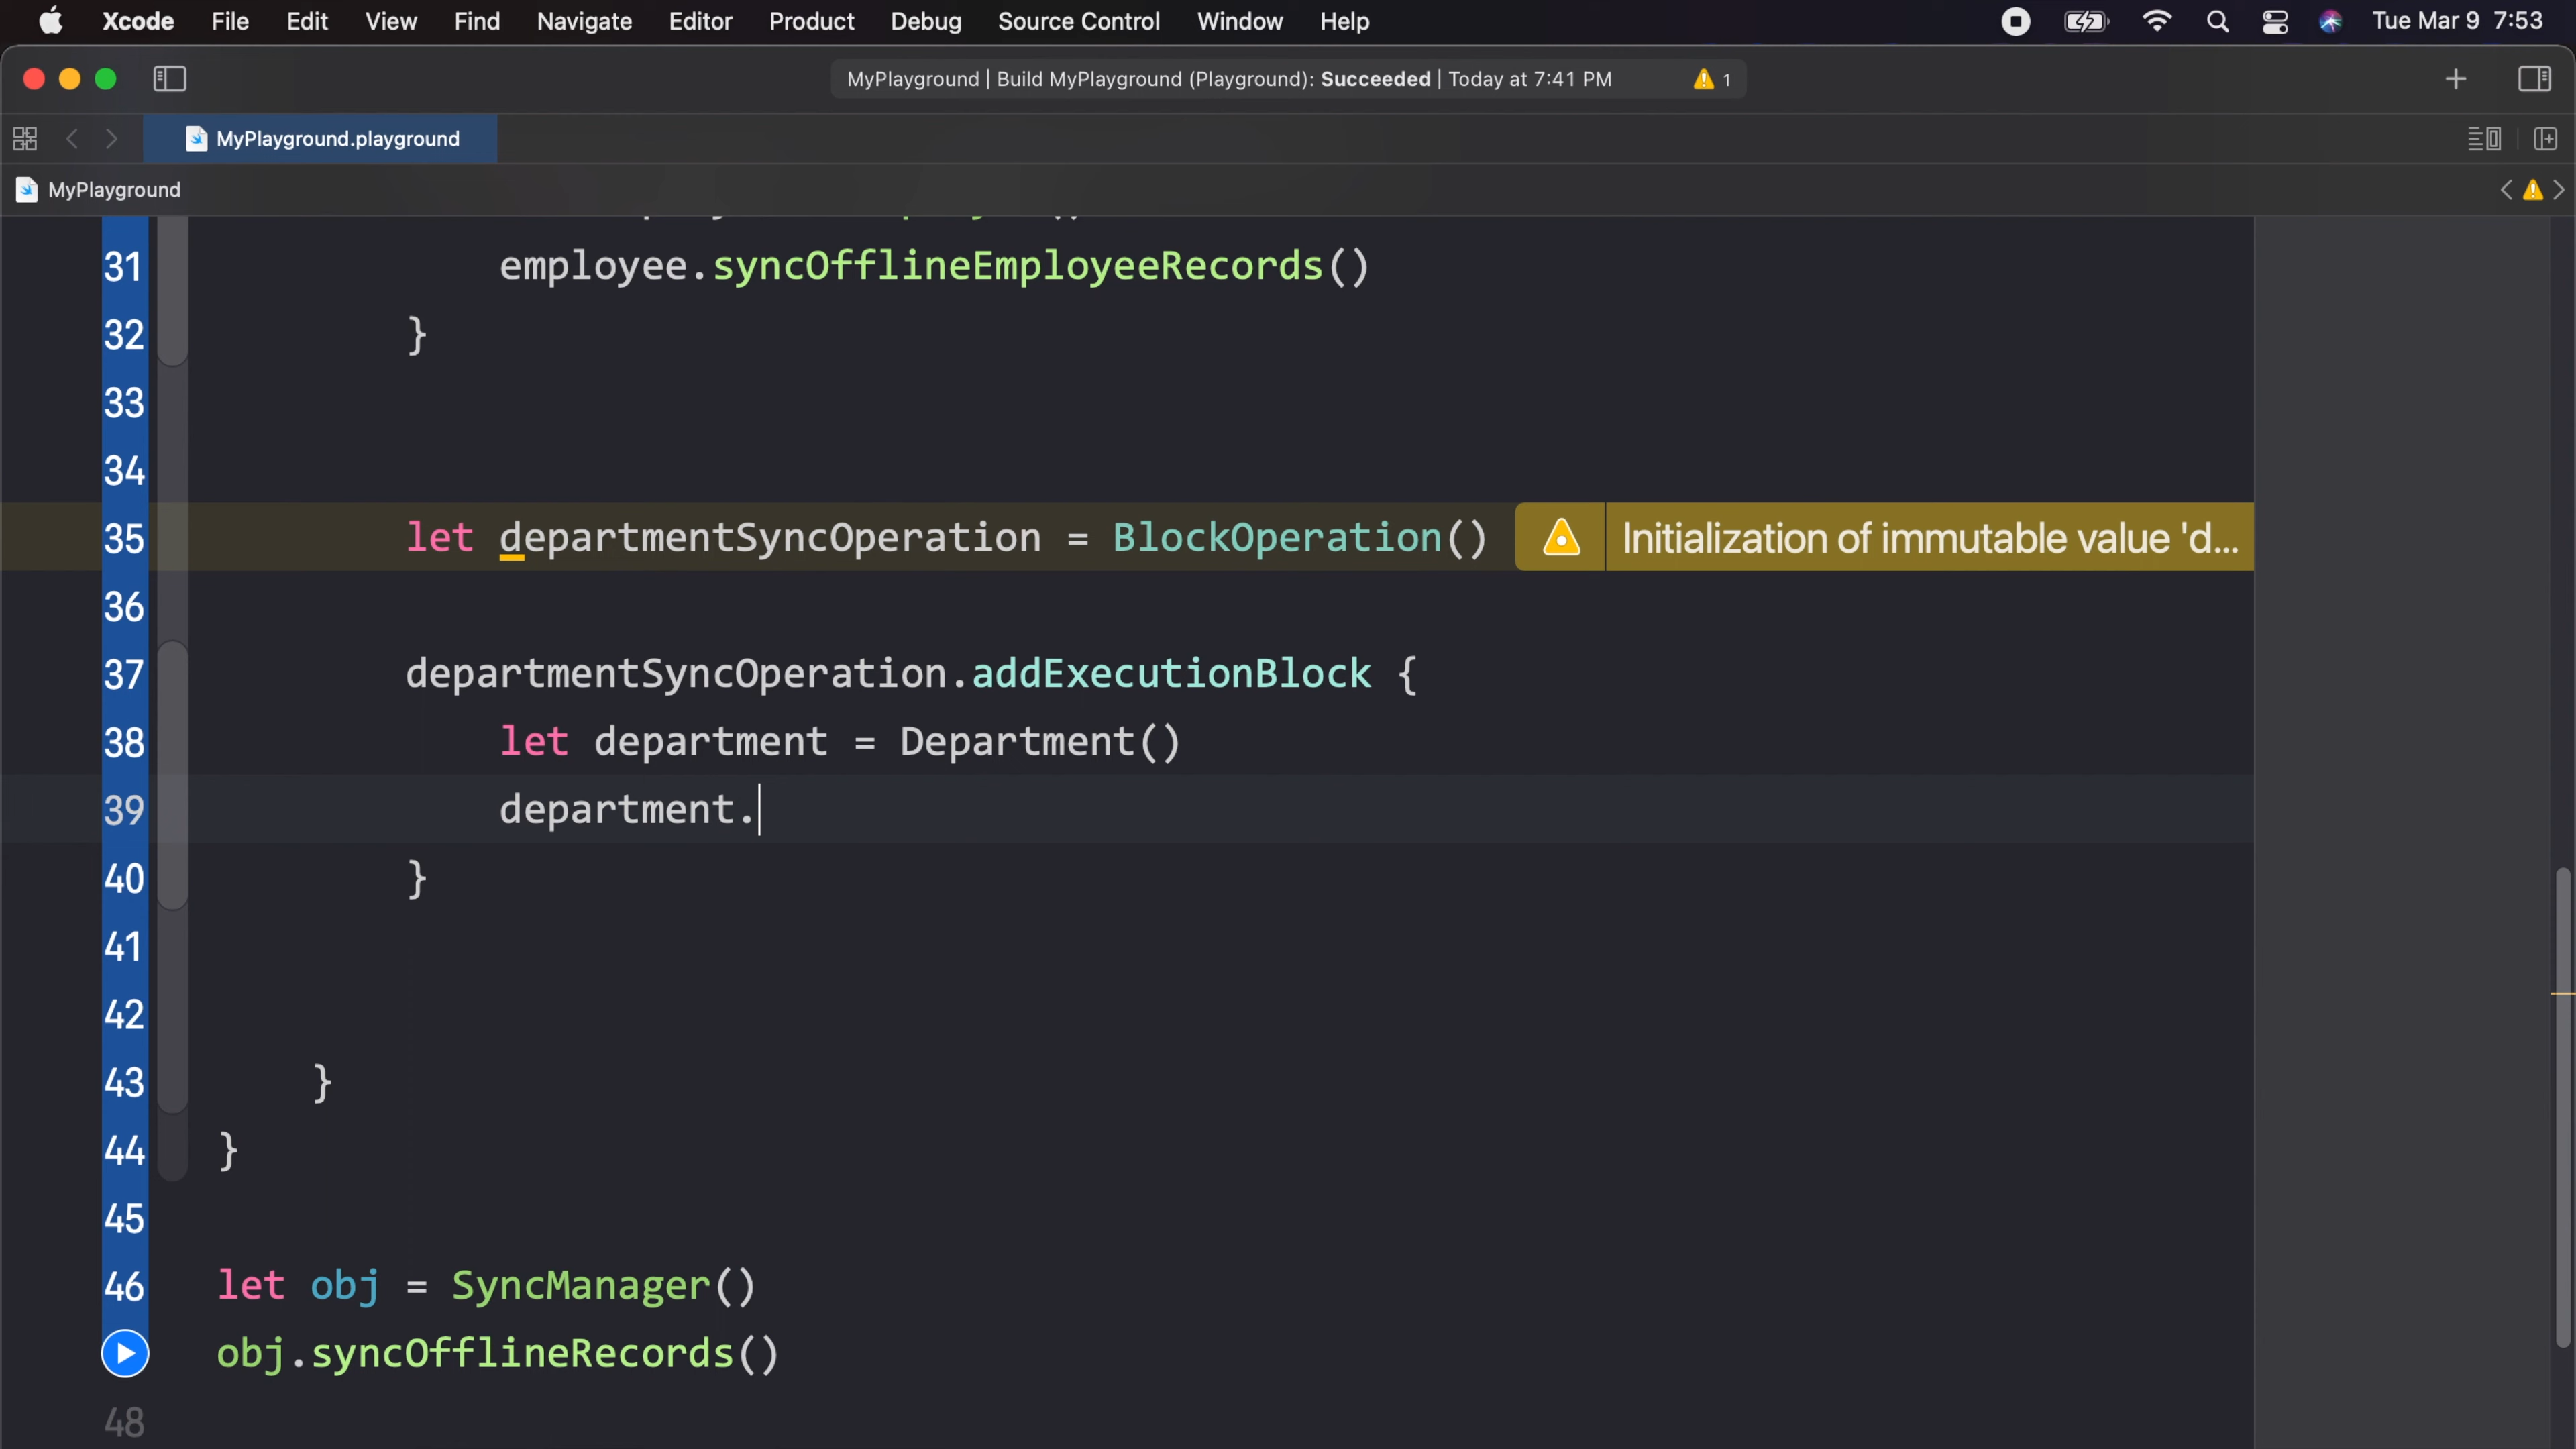 Xcode File Edit View Find Navigate Editor Product Debug Source Control Window Help Tue Mar 9 7:53
MyPlayground | Build MyPlayground (Playground): Succeeded | Today at 7:41 PM 1
MyPlayground.playground
MyPlayground
31 employee.syncOfflineEmployeeRecords()
32 }
33
34
35 let departmentSyncOperation = BlockOperation() Initialization of immutable value 'd...
36
37 departmentSyncOperation.addExecutionBlock {
38 let department = Department()
39 department.
40 }
41
42
43 }
44 }
45
46 let obj = SyncManager()
obj.syncOfflineRecords()
48